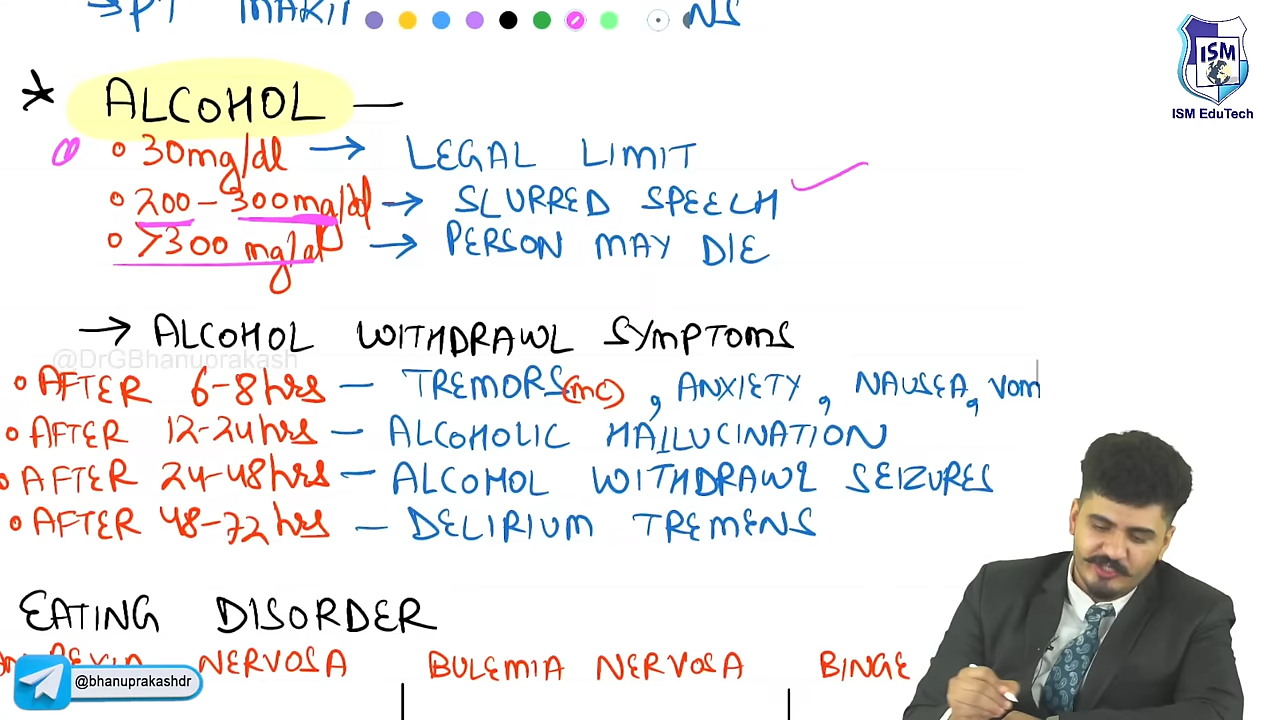 → PT
* ALCOHOL —
• 30mg/dl → LEGAL LIMIT
• 200 - 300mg/dl → SLURRED SPEECH
• >300 mg/dl → PERSON MAY DIE
→ ALCOHOL WITHDRAWL SYMPTOMS
@DrGBhanuprakash
• AFTER 6-8hrs — TREMORS(mc), ANXIETY, NAUSEA, VOM
• AFTER 12-24hrs — ALCOHOLIC HALLUCINATION
• AFTER 24-48hrs — ALCOHOL WITHDRAWL SEIZURES
• AFTER 48-72hrs — DELIRIUM TREMENS
EATING DISORDER
NERVOSA BULEMIA NERVOSA BINGE
@bhanuprakashdr
ISM
ISM EduTech